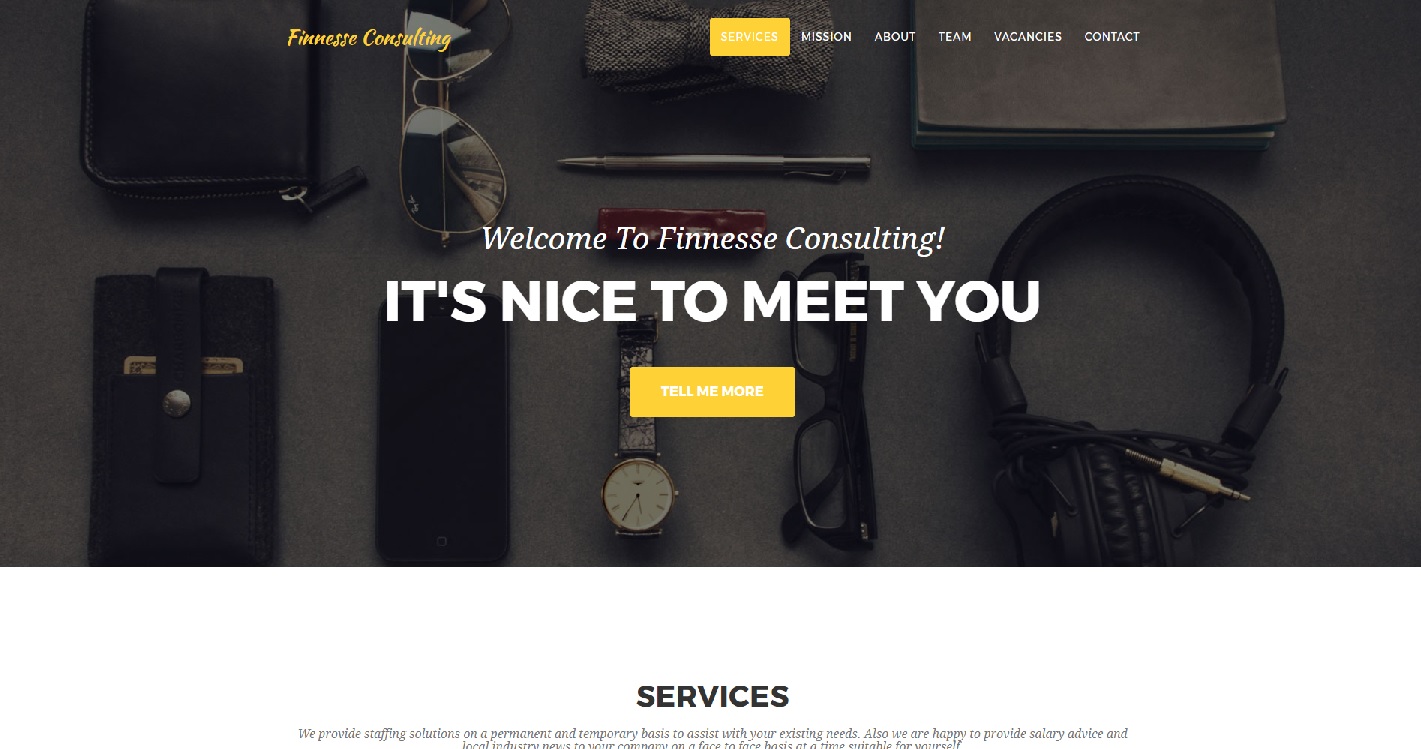 Finnesse Consulting
SERVICES MISSION ABOUT TEAM VACANCIES CONTACT
Welcome To Finnesse Consulting!
IT'S NICE TO MEET YOU
TELL ME MORE
SERVICES
We provide staffing solutions on a permanent and temporary basis to assist with your existing needs. Also we are happy to provide salary advice and
local industry news to your company on a face to face basis at a time suitable for yourself.